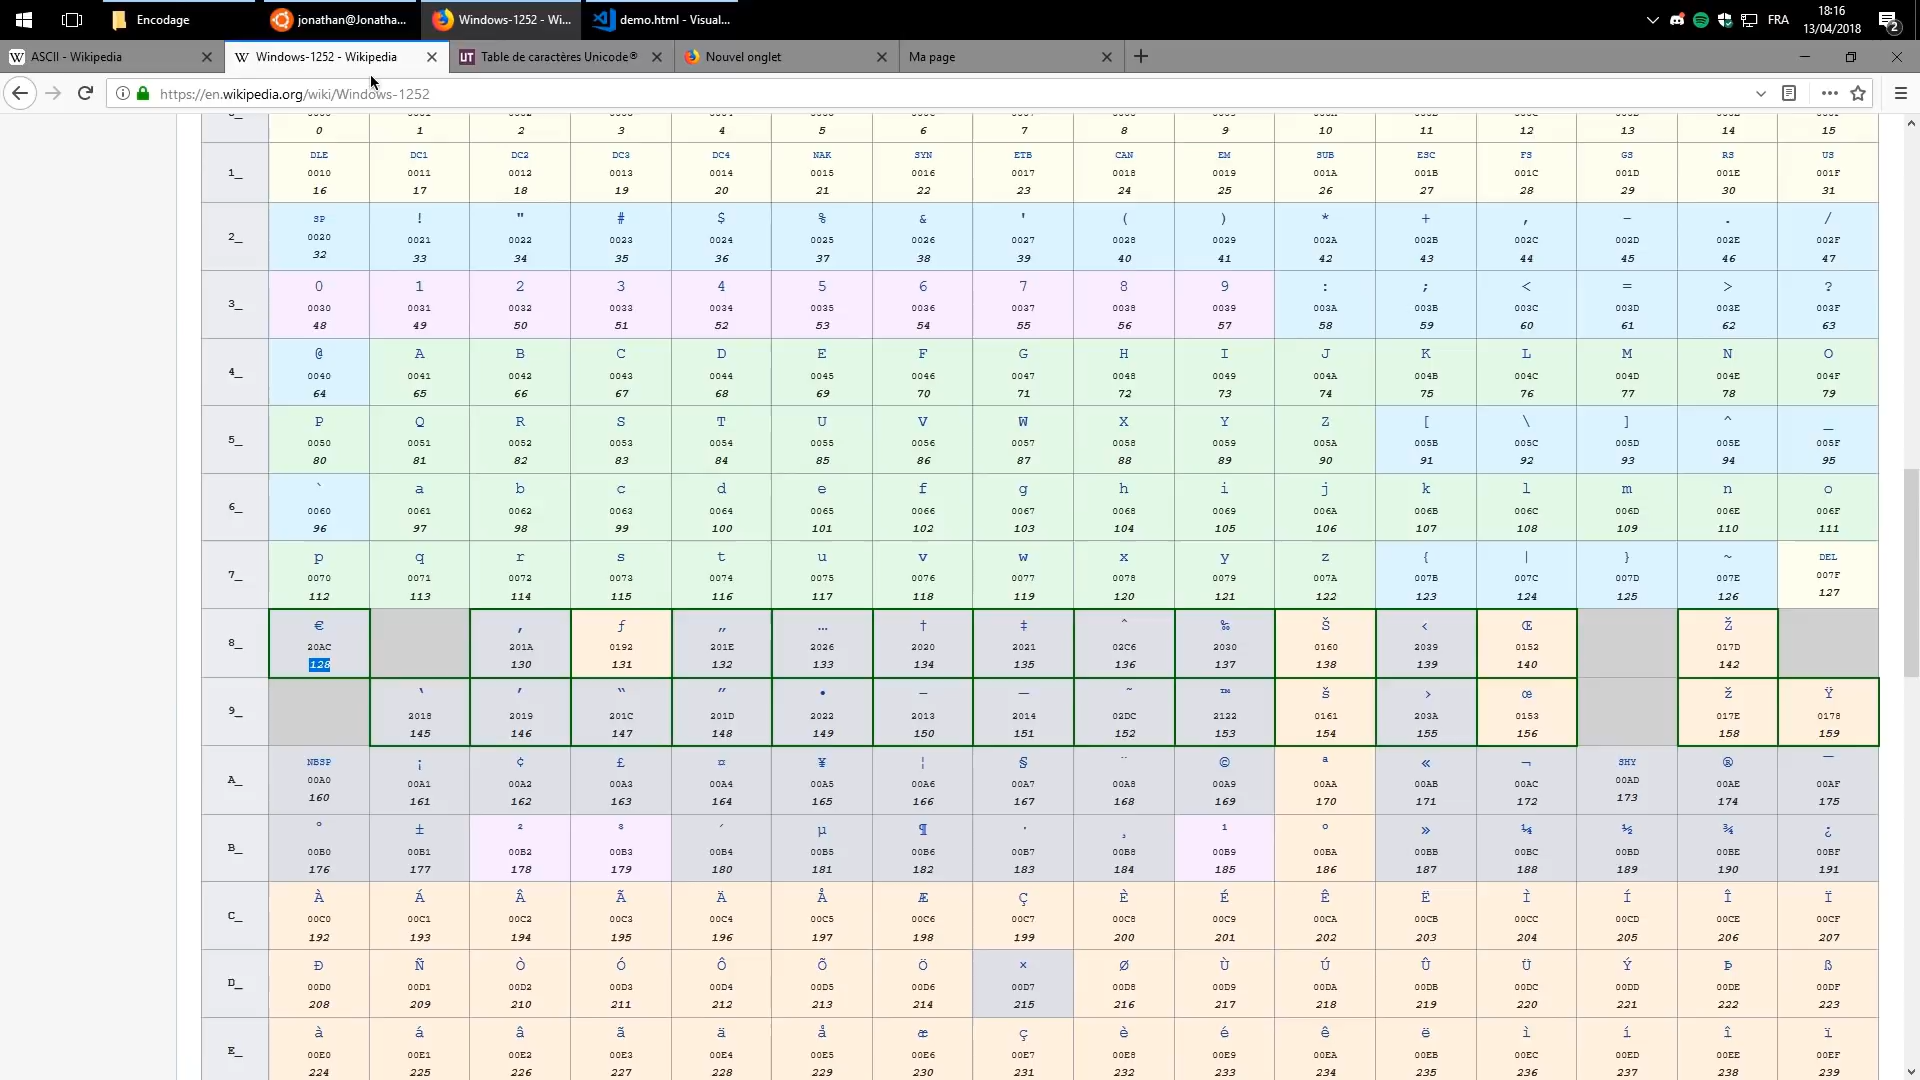 Encodage jonathan@Jonatha... Windows-1252 - Wi... demo.html - Visual... FRA 18:16 13/04/2018 2
ASCII - Wikipedia Windows-1252 - Wikipedia Table de caractères Unicode® Nouvel onglet Ma page
https://en.wikipedia.org/wiki/Windows-1252
0 1 2 3 4 5 6 7 8 9 10 11 12 13 14 15
DLE DC1 DC2 DC3 DC4 NAK SYN ETB CAN EM SUB ESC FS GS RS US
1_ 0010 0011 0012 0013 0014 0015 0016 0017 0018 0019 001A 001B 001C 001D 001E 001F
16 17 18 19 20 21 22 23 24 25 26 27 28 29 30 31
SP ! " # $ % & ' ( ) * + , - . /
2_ 0020 0021 0022 0023 0024 0025 0026 0027 0028 0029 002A 002B 002C 002D 002E 002F
32 33 34 35 36 37 38 39 40 41 42 43 44 45 46 47
0 1 2 3 4 5 6 7 8 9 : ; < = > ?
3_ 0030 0031 0032 0033 0034 0035 0036 0037 0038 0039 003A 003B 003C 003D 003E 003F
48 49 50 51 52 53 54 55 56 57 58 59 60 61 62 63
@ A B C D E F G H I J K L M N O
4_ 0040 0041 0042 0043 0044 0045 0046 0047 0048 0049 004A 004B 004C 004D 004E 004F
64 65 66 67 68 69 70 71 72 73 74 75 76 77 78 79
P Q R S T U V W X Y Z [ \ ] ^ _
5_ 0050 0051 0052 0053 0054 0055 0056 0057 0058 0059 005A 005B 005C 005D 005E 005F
80 81 82 83 84 85 86 87 88 89 90 91 92 93 94 95
` a b c d e f g h i j k l m n o
6_ 0060 0061 0062 0063 0064 0065 0066 0067 0068 0069 006A 006B 006C 006D 006E 006F
96 97 98 99 100 101 102 103 104 105 106 107 108 109 110 111
p q r s t u v w x y z { | } ~ DEL
7_ 0070 0071 0072 0073 0074 0075 0076 0077 0078 0079 007A 007B 007C 007D 007E 007F
112 113 114 115 116 117 118 119 120 121 122 123 124 125 126 127
€ ‚ ƒ „ … † ‡ ˆ ‰ Š ‹ Œ Ž
8_ 20AC 201A 0192 201E 2026 2020 2021 02C6 2030 0160 2039 0152 017D
128 130 131 132 133 134 135 136 137 138 139 140 142
‘ ’ “ ” • – — ˜ ™ š › œ ž Ÿ
9_ 2018 2019 201C 201D 2022 2013 2014 02DC 2122 0161 203A 0153 017E 0178
145 146 147 148 149 150 151 152 153 154 155 156 158 159
NBSP ¡ ¢ £ ¤ ¥ ¦ § ¨ © ª « ¬ SHY ® ¯
A_ 00A0 00A1 00A2 00A3 00A4 00A5 00A6 00A7 00A8 00A9 00AA 00AB 00AC 00AD 00AE 00AF
160 161 162 163 164 165 166 167 168 169 170 171 172 173 174 175
° ± ² ³ ´ µ ¶ · ¸ ¹ º » ¼ ½ ¾ ¿
B_ 00B0 00B1 00B2 00B3 00B4 00B5 00B6 00B7 00B8 00B9 00BA 00BB 00BC 00BD 00BE 00BF
176 177 178 179 180 181 182 183 184 185 186 187 188 189 190 191
À Á Â Ã Ä Å Æ Ç È É Ê Ë Ì Í Î Ï
C_ 00C0 00C1 00C2 00C3 00C4 00C5 00C6 00C7 00C8 00C9 00CA 00CB 00CC 00CD 00CE 00CF
192 193 194 195 196 197 198 199 200 201 202 203 204 205 206 207
Ð Ñ Ò Ó Ô Õ Ö × Ø Ù Ú Û Ü Ý Þ ß
D_ 00D0 00D1 00D2 00D3 00D4 00D5 00D6 00D7 00D8 00D9 00DA 00DB 00DC 00DD 00DE 00DF
208 209 210 211 212 213 214 215 216 217 218 219 220 221 222 223
à á â ã ä å æ ç è é ê ë ì í î ï
E_ 00E0 00E1 00E2 00E3 00E4 00E5 00E6 00E7 00E8 00E9 00EA 00EB 00EC 00ED 00EE 00EF
224 225 226 227 228 229 230 231 232 233 234 235 236 237 238 239